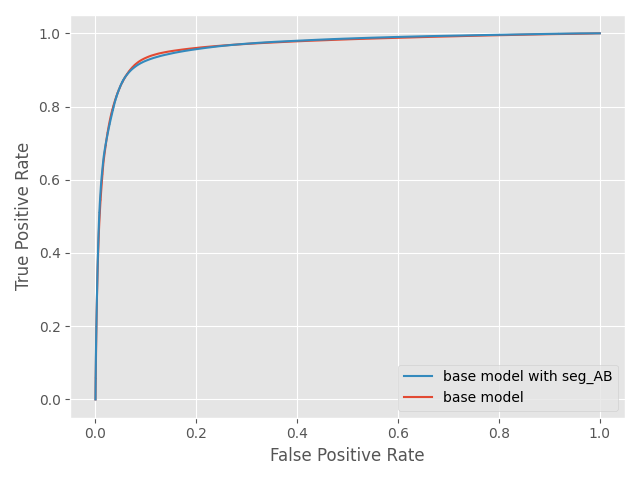 1.0
0.8
0.6
0.4
0.2
0.0
True Positive Rate
base model with seg_AB
base model
0.0 0.2 0.4 0.6 0.8 1.0
False Positive Rate